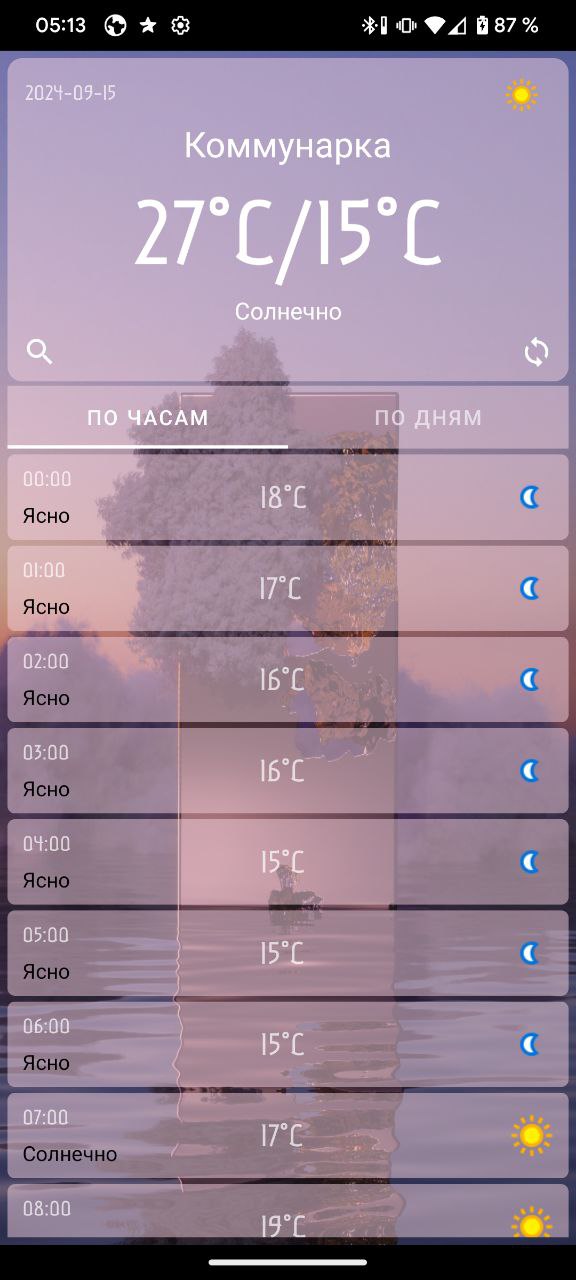 05:13
87 %
2024-09-15
Коммунарка
27°C/15°C
Солнечно
ПО ЧАСАМ
ПО ДНЯМ
00:00
18°C
Ясно
01:00
17°C
Ясно
02:00
16°C
Ясно
03:00
16°C
Ясно
04:00
15°C
Ясно
05:00
15°C
Ясно
06:00
15°C
Ясно
07:00
17°C
Солнечно
08:00
19°C